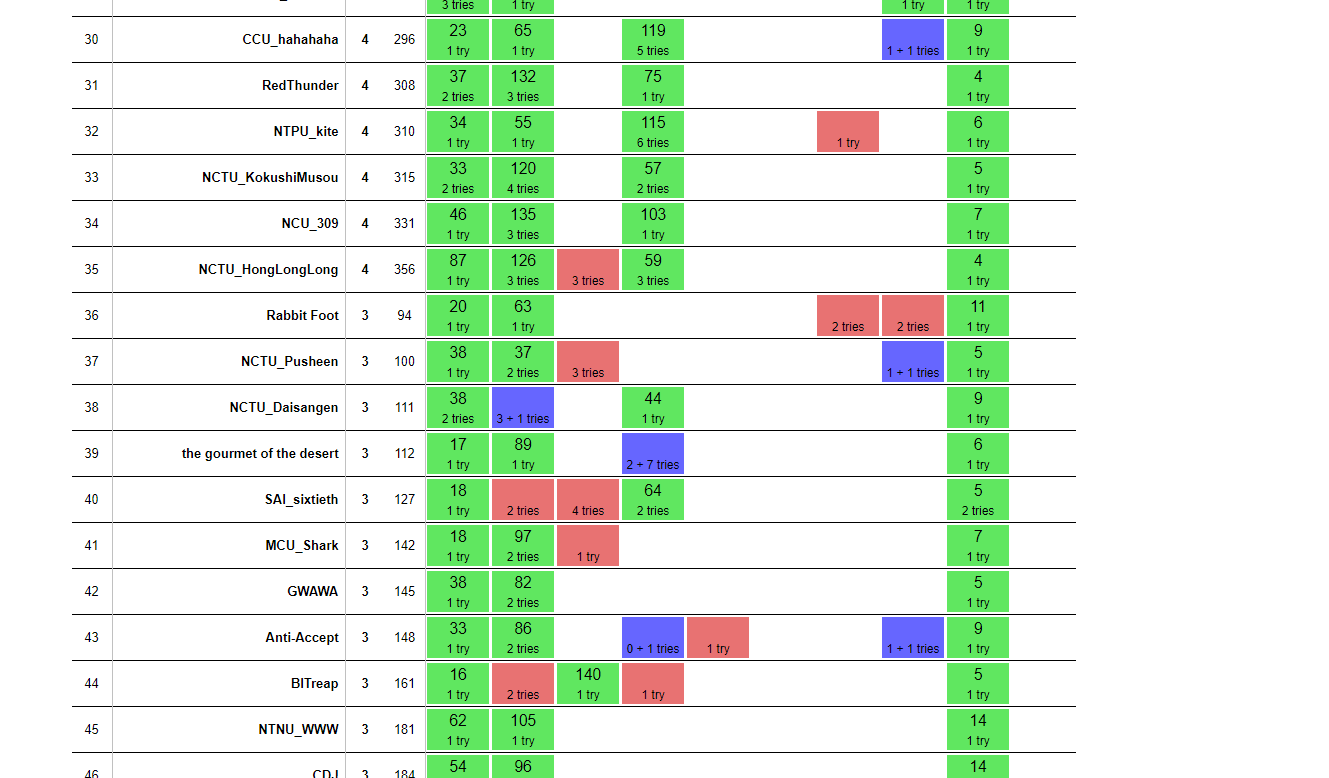 3 tries 1 try 1 try 1 try
30 CCU_hahahaha 4 296 23 65 119 9
1 try 1 try 5 tries 1 + 1 tries 1 try
31 RedThunder 4 308 37 132 75 4
2 tries 3 tries 1 try 1 try
32 NTPU_kite 4 310 34 55 115 6
1 try 1 try 6 tries 1 try 1 try
33 NCTU_KokushiMusou 4 315 33 120 57 5
2 tries 4 tries 2 tries 1 try
34 NCU_309 4 331 46 135 103 7
1 try 3 tries 1 try 1 try
35 NCTU_HongLongLong 4 356 87 126 59 4
1 try 3 tries 3 tries 3 tries 1 try
36 Rabbit Foot 3 94 20 63 11
1 try 1 try 2 tries 2 tries 1 try
37 NCTU_Pusheen 3 100 38 37 5
1 try 2 tries 3 tries 1 + 1 tries 1 try
38 NCTU_Daisangen 3 111 38 44 9
2 tries 3 + 1 tries 1 try 1 try
39 the gourmet of the desert 3 112 17 89 6
1 try 1 try 2 + 7 tries 1 try
40 SAI_sixtieth 3 127 18 64 5
1 try 2 tries 4 tries 2 tries 2 tries
41 MCU_Shark 3 142 18 97 7
1 try 2 tries 1 try 1 try
42 GWAWA 3 145 38 82 5
1 try 2 tries 1 try
43 Anti-Accept 3 148 33 86 9
1 try 2 tries 0 + 1 tries 1 try 1 + 1 tries 1 try
44 BITreap 3 161 16 140 5
1 try 2 tries 1 try 1 try 1 try
45 NTNU_WWW 3 181 62 105 14
1 try 1 try 1 try
46 CDJ 3 184 54 96 14